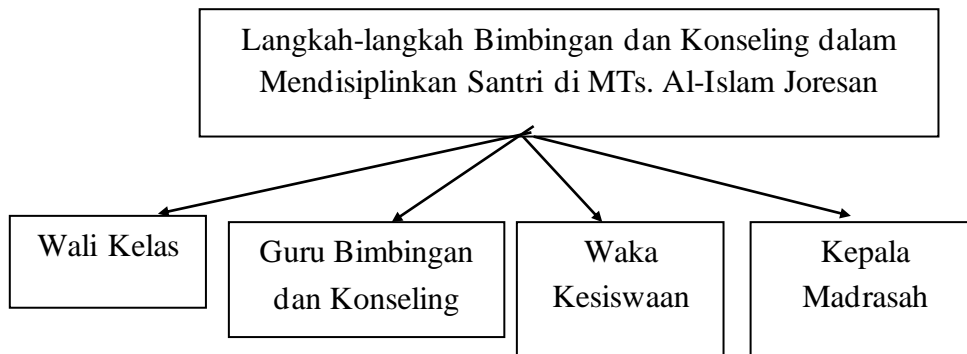 Langkah-langkah Bimbingan dan Konseling dalam
Mendisiplinkan Santri di MTs. Al-Islam Joresan
Wali Kelas
Guru Bimbingan
dan Konseling
Waka
Kesiswaan
Kepala
Madrasah